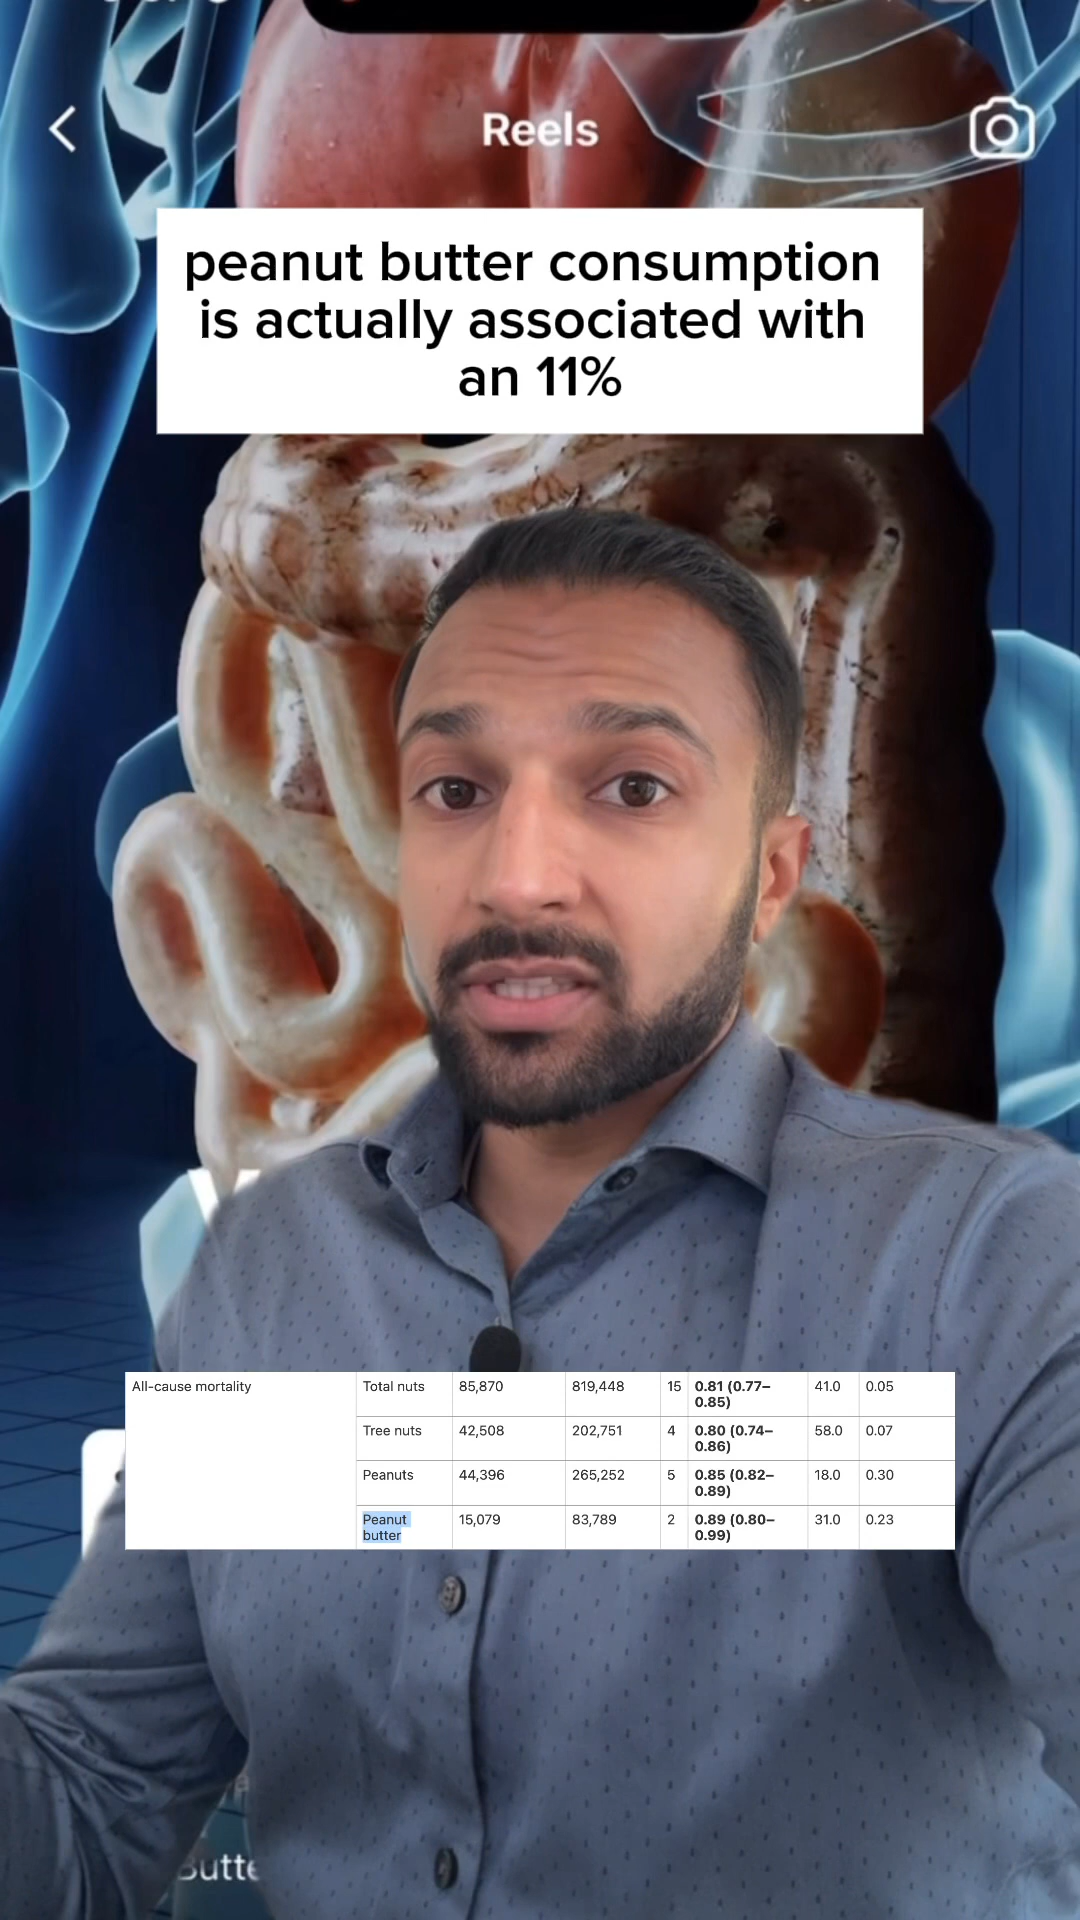 Reels
peanut butter consumption
is actually associated with
an 11%
All-cause mortality Total nuts 85,870 819,448 15 0.81 (0.77–
0.85) 41.0 0.05
Tree nuts 42,508 202,751 4 0.80 (0.74–
0.86) 58.0 0.07
Peanuts 44,396 265,252 5 0.85 (0.82–
0.89) 18.0 0.30
Peanut
butter 15,079 83,789 2 0.89 (0.80–
0.99) 31.0 0.23
Butte